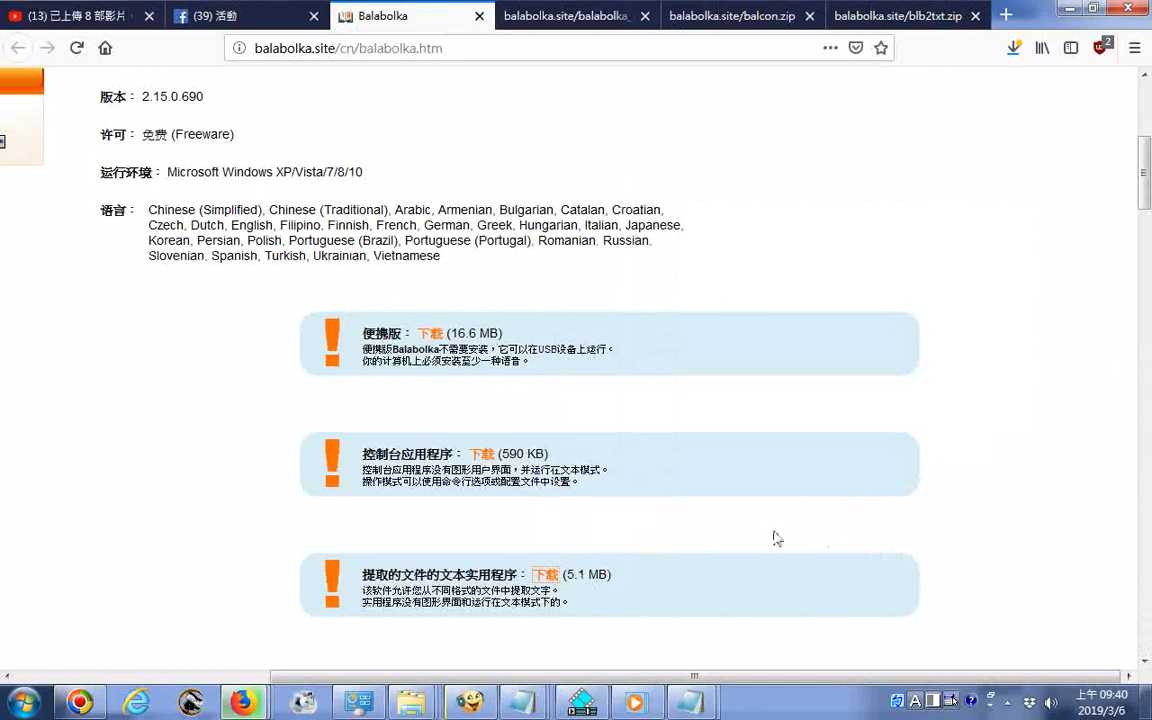 (13) 已上傳 8 部影片
(39) 活動
Balabolka
balabolka.site/balabolka_
balabolka.site/balcon.zip
balabolka.site/blb2txt.zip
balabolka.site/cn/balabolka.htm
2
版本： 2.15.0.690
许可： 免费 (Freeware)
运行环境： Microsoft Windows XP/Vista/7/8/10
语言： Chinese (Simplified), Chinese (Traditional), Arabic, Armenian, Bulgarian, Catalan, Croatian,
Czech, Dutch, English, Filipino, Finnish, French, German, Greek, Hungarian, Italian, Japanese,
Korean, Persian, Polish, Portuguese (Brazil), Portuguese (Portugal), Romanian, Russian,
Slovenian, Spanish, Turkish, Ukrainian, Vietnamese
便携版： 下载 (16.6 MB)
便携版Balabolka不需要安装，它可以在USB设备上运行。
你的计算机上必须安装至少一种语音。
控制台应用程序： 下载 (590 KB)
控制台应用程序没有图形用户界面，并运行在文本模式。
操作模式可以使用命令行选项或配置文件中设置。
提取的文件的文本实用程序： 下载 (5.1 MB)
该软件允许您从不同格式的文件中提取文字。
实用程序没有图形界面和运行在文本模式下的。
上午 09:40
2019/3/6